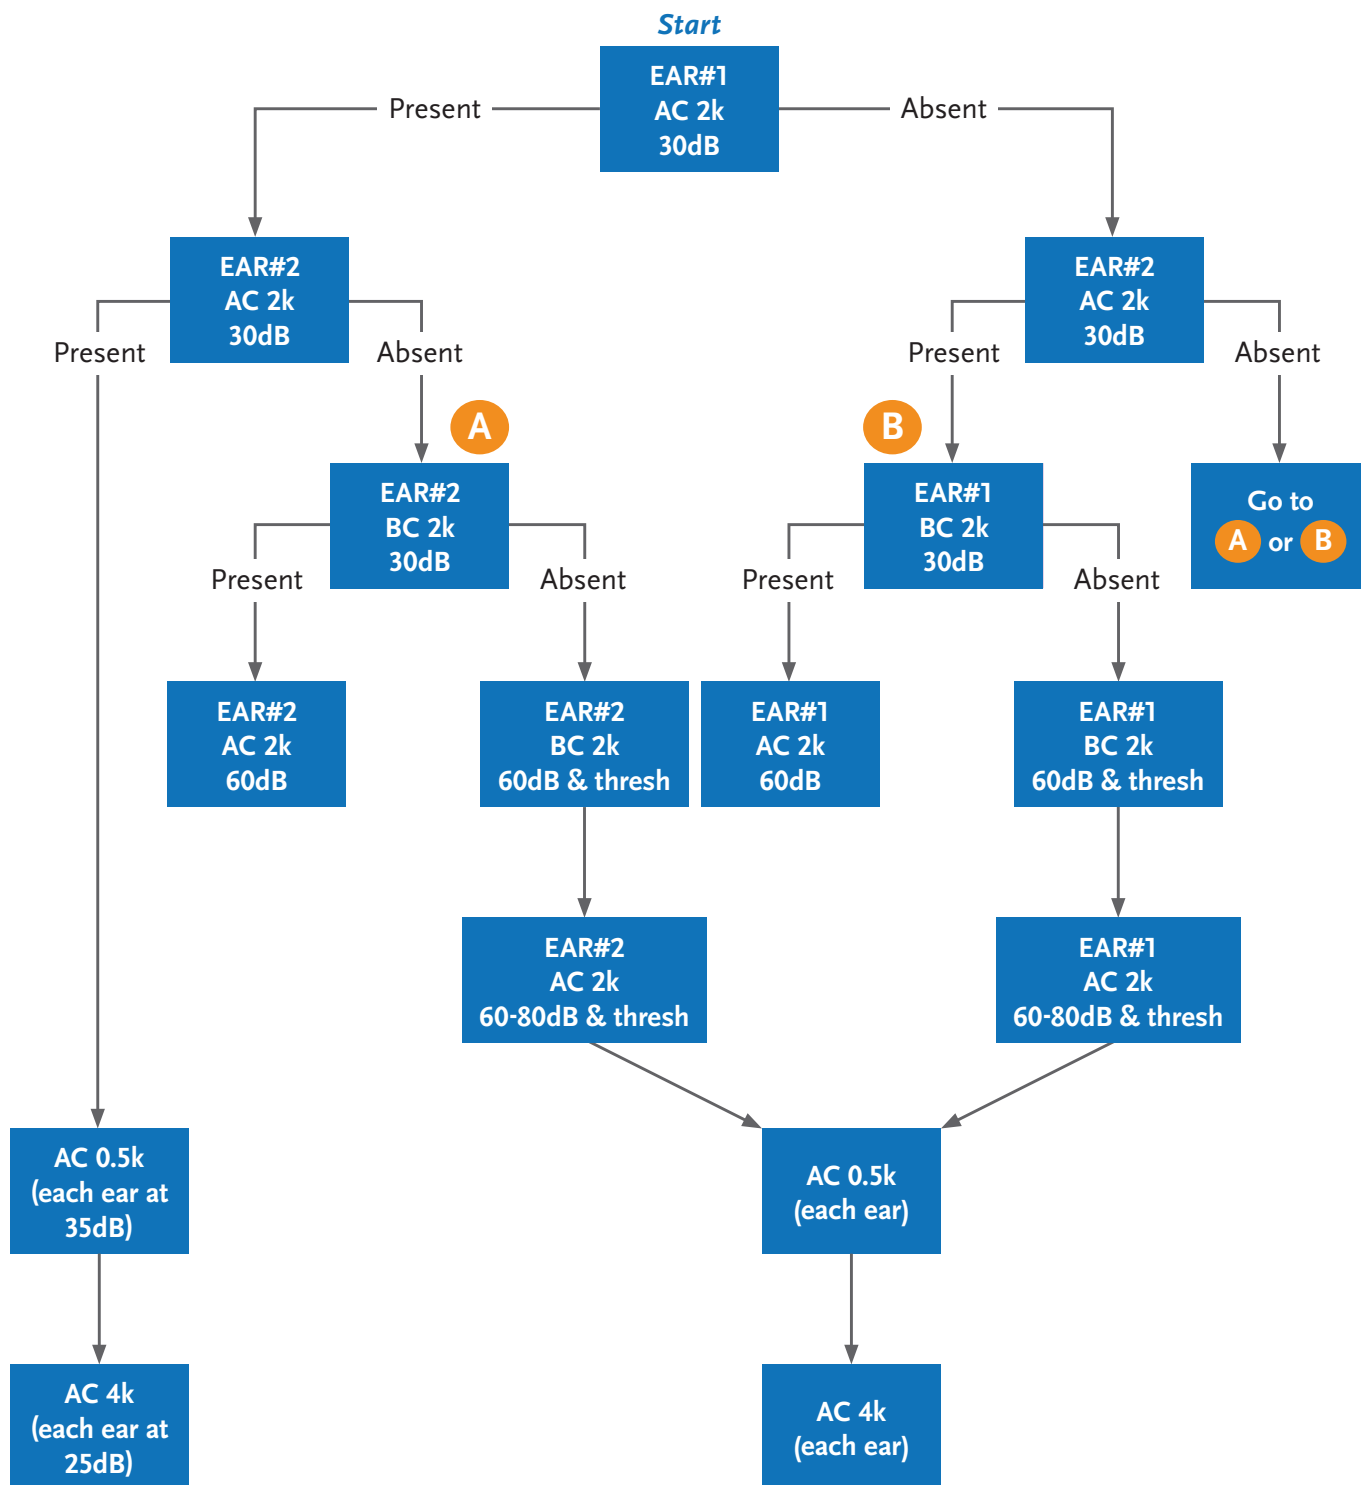 Start
EAR#1
AC 2k
30dB
Present
Absent
EAR#2
AC 2k
30dB
EAR#2
AC 2k
30dB
Present
Absent
Present
Absent
A
B
EAR#2
BC 2k
30dB
EAR#1
BC 2k
30dB
Go to
A or B
Present
Absent
Present
Absent
EAR#2
AC 2k
60dB
EAR#2
BC 2k
60dB & thresh
EAR#1
AC 2k
60dB
EAR#1
BC 2k
60dB & thresh
EAR#2
AC 2k
60-80dB & thresh
EAR#1
AC 2k
60-80dB & thresh
AC 0.5k
(each ear at
35dB)
AC 0.5k
(each ear)
AC 4k
(each ear at
25dB)
AC 4k
(each ear)